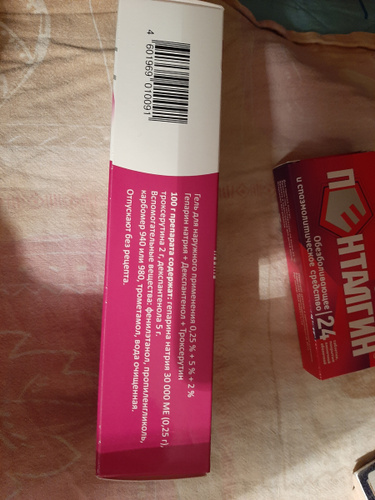 4 601969 010091
Гель для наружного применения 0,25 % + 5 % + 2 %
Гепарин натрия + Декспантенол + Троксерутин
100 г препарата содержат: гепарина натрия 30 000 МЕ (0,25 г),
троксерутина 2 г, декспантенола 5 г.
Вспомогательные вещества: фенилэтанол, пропиленгликоль,
карбомер 940 или 980, трометамол, вода очищенная.
Отпускают без рецепта.
ПЕНТАЛГИН
Обезболивающее
и спазмолитическое средство
24